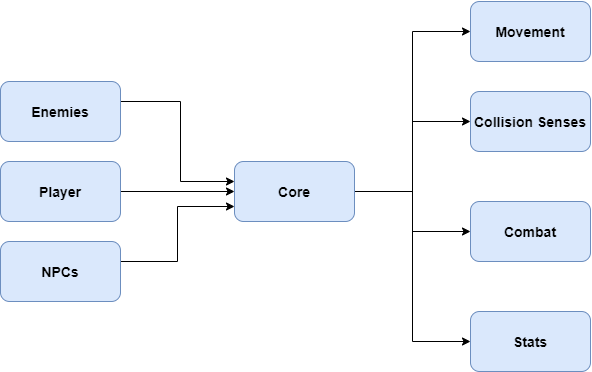 Movement
Enemies
Collision Senses
Player
Core
Combat
NPCs
Stats